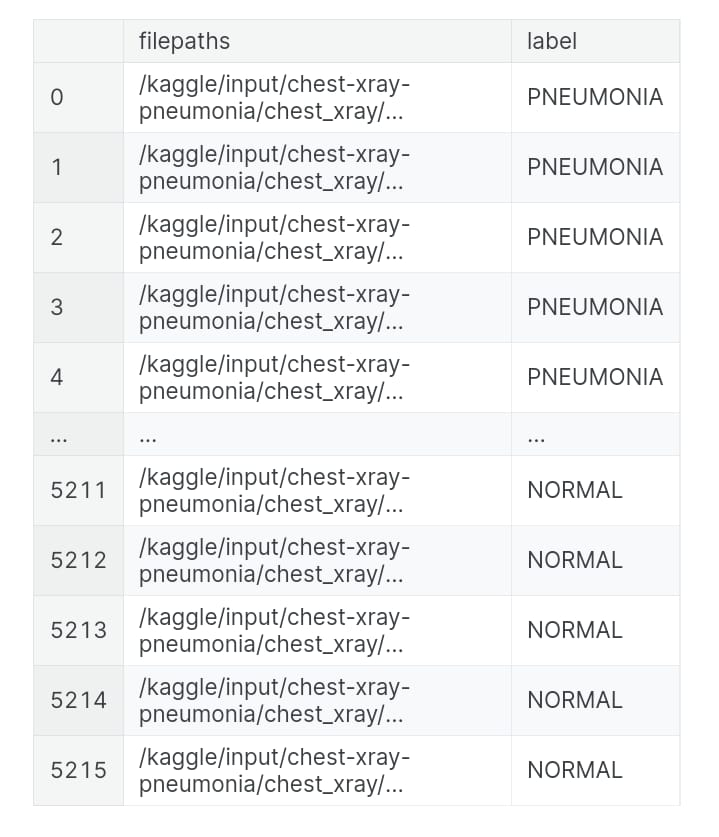 filepaths label
0 /kaggle/input/chest-xray-
pneumonia/chest_xray/... PNEUMONIA
1 /kaggle/input/chest-xray-
pneumonia/chest_xray/... PNEUMONIA
2 /kaggle/input/chest-xray-
pneumonia/chest_xray/... PNEUMONIA
3 /kaggle/input/chest-xray-
pneumonia/chest_xray/... PNEUMONIA
4 /kaggle/input/chest-xray-
pneumonia/chest_xray/... PNEUMONIA
... ... ...
5211 /kaggle/input/chest-xray-
pneumonia/chest_xray/... NORMAL
5212 /kaggle/input/chest-xray-
pneumonia/chest_xray/... NORMAL
5213 /kaggle/input/chest-xray-
pneumonia/chest_xray/... NORMAL
5214 /kaggle/input/chest-xray-
pneumonia/chest_xray/... NORMAL
5215 /kaggle/input/chest-xray-
pneumonia/chest_xray/... NORMAL